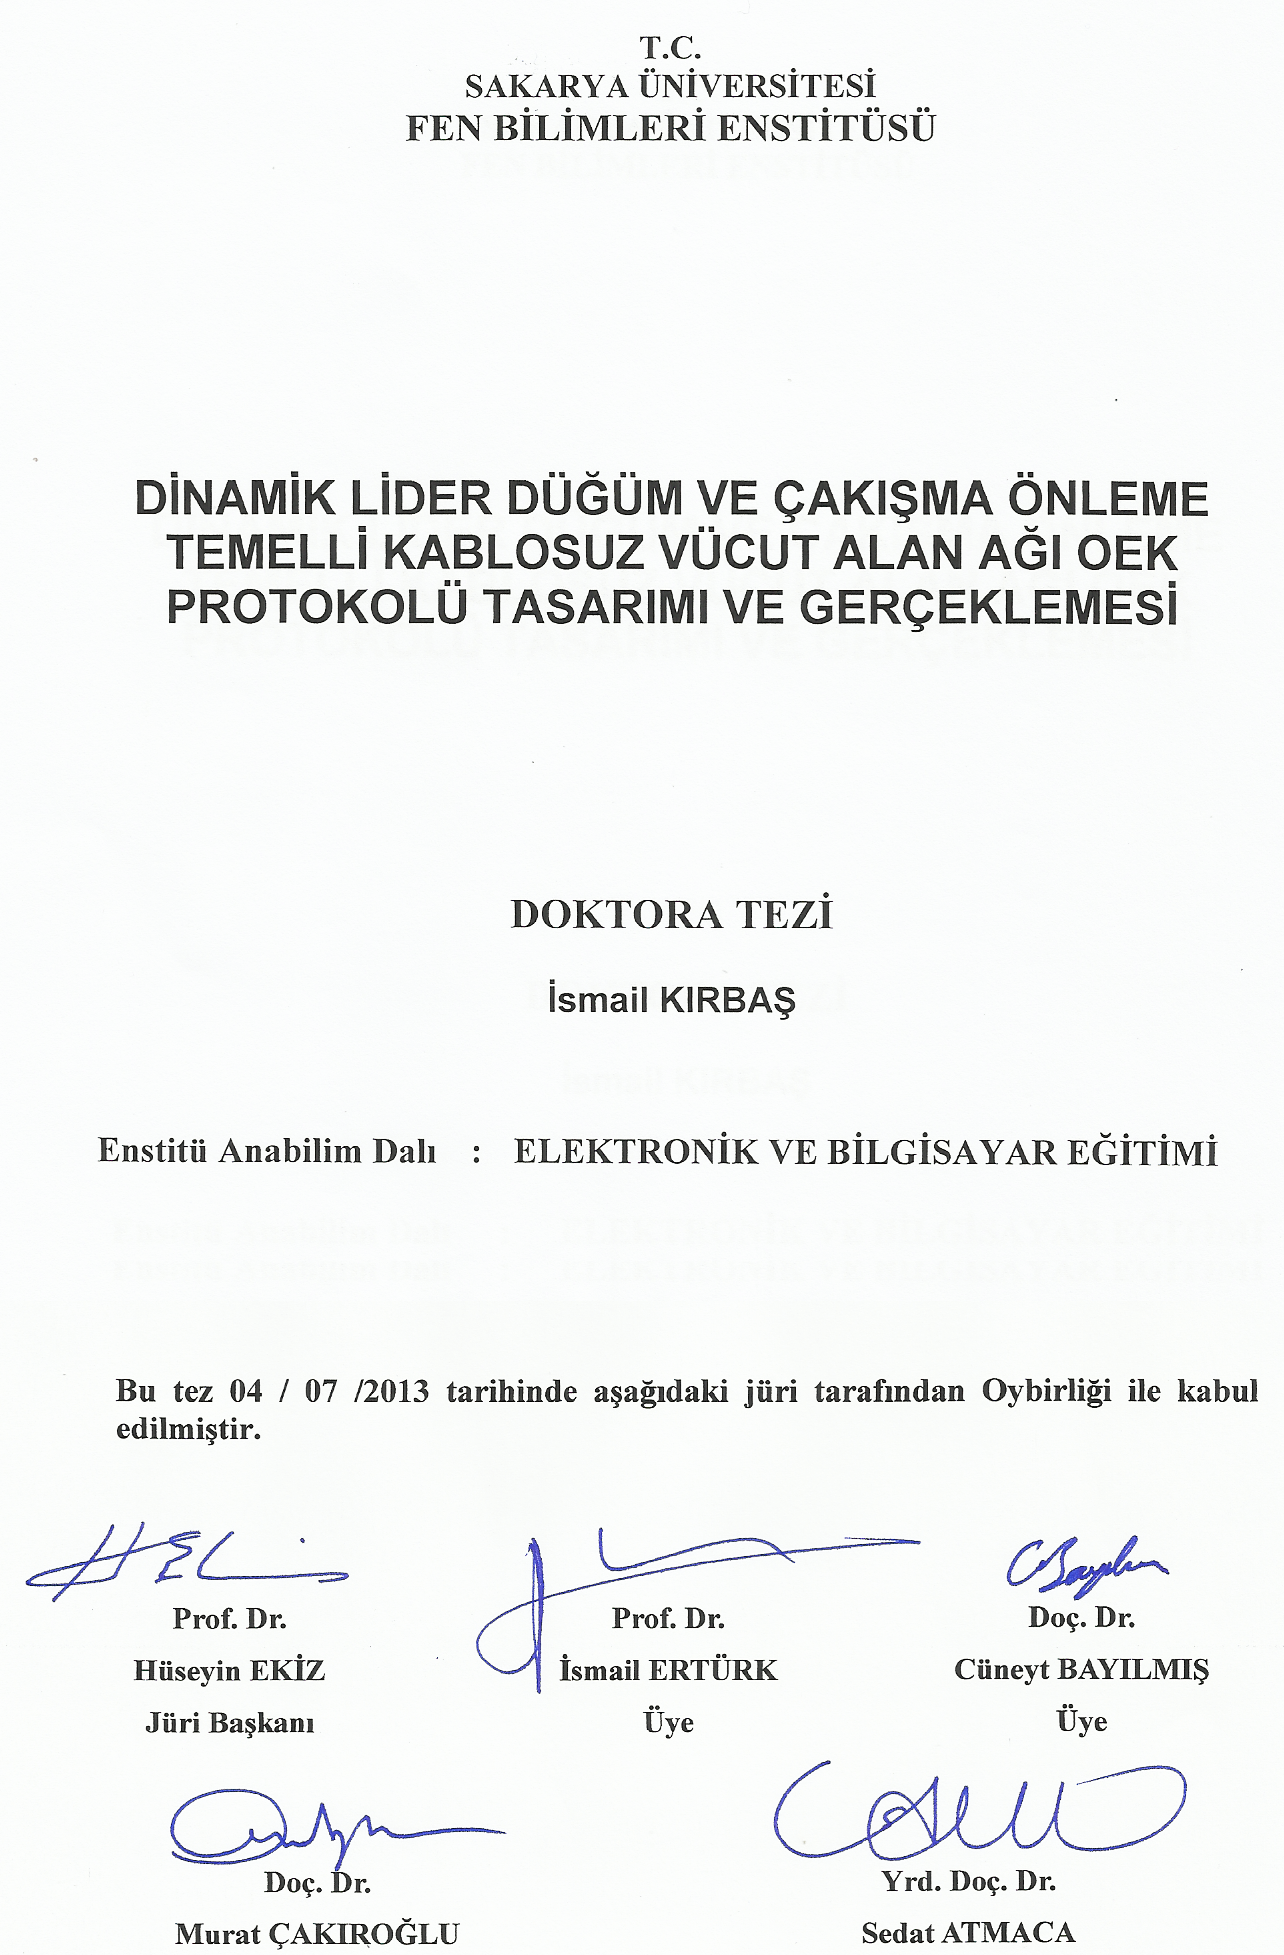 T.C.
SAKARYA ÜNİVERSİTESİ
FEN BİLİMLERİ ENSTİTÜSÜ
DİNAMİK LİDER DÜĞÜM VE ÇAKIŞMA ÖNLEME
TEMELLİ KABLOSUZ VÜCUT ALAN AĞI OEK
PROTOKOLÜ TASARIMI VE GERÇEKLEMESİ
DOKTORA TEZİ
İsmail KIRBAŞ
Enstitü Anabilim Dalı : ELEKTRONİK VE BİLGİSAYAR EĞİTİMİ
Bu tez 04 / 07 /2013 tarihinde aşağıdaki jüri tarafından Oybirliği ile kabul
edilmiştir.
Prof. Dr. Prof. Dr. Doç. Dr.
Hüseyin EKİZ İsmail ERTÜRK Cüneyt BAYILMIŞ
Jüri Başkanı Üye Üye
Doç. Dr. Yrd. Doç. Dr.
Murat ÇAKIROĞLU Sedat ATMACA